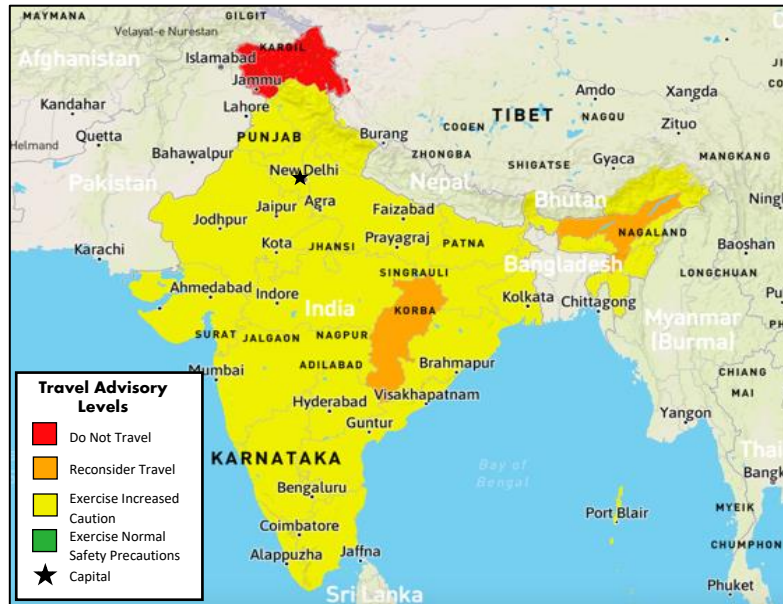 MAYMANA
GILGIT
Velayat-e Nurestan
KARGIL
Afghanistan
Islamabad
Jammu
Kandahar
Lahore
Amdo
Xangda
TIBET
NAGQU
COQEN
Zituo
Helmand
Quetta
PUNJAB
Burang
Bahawalpur
ZHONGBA
SHIGATSE
Gyaca
MANGKANG
New Delhi
Pakistan
Nepal
Bhutan
Ningl
Jaipur
Agra
Faizabad
Jodhpur
NAGALAND
Baoshan
Kota
JHANSI
Prayagraj
PATNA
Karachi
Bangladesh
LONGCHUAN
SINGRAULI
Ahmedabad
Indore
India
KORBA
Kolkata
Chittagong
Myanmar
(Burma)
SURAT
JALGAON
NAGPUR
ADILABAD
Brahmapur
CHIANG
MAI
Mumbai
Visakhapatnam
Hyderabad
Guntur
Yangon
KARNATAKA
Bay of
Bengal
Thai
Bengaluru
Bangk
Port Blair
MYEIK
Coimbatore
CHUMPHON
Alappuzha
Jaffna
Phuket
Sri Lanka
Travel Advisory
Levels
Do Not Travel
Reconsider Travel
Exercise Increased
Caution
Exercise Normal
Safety Precautions
Capital